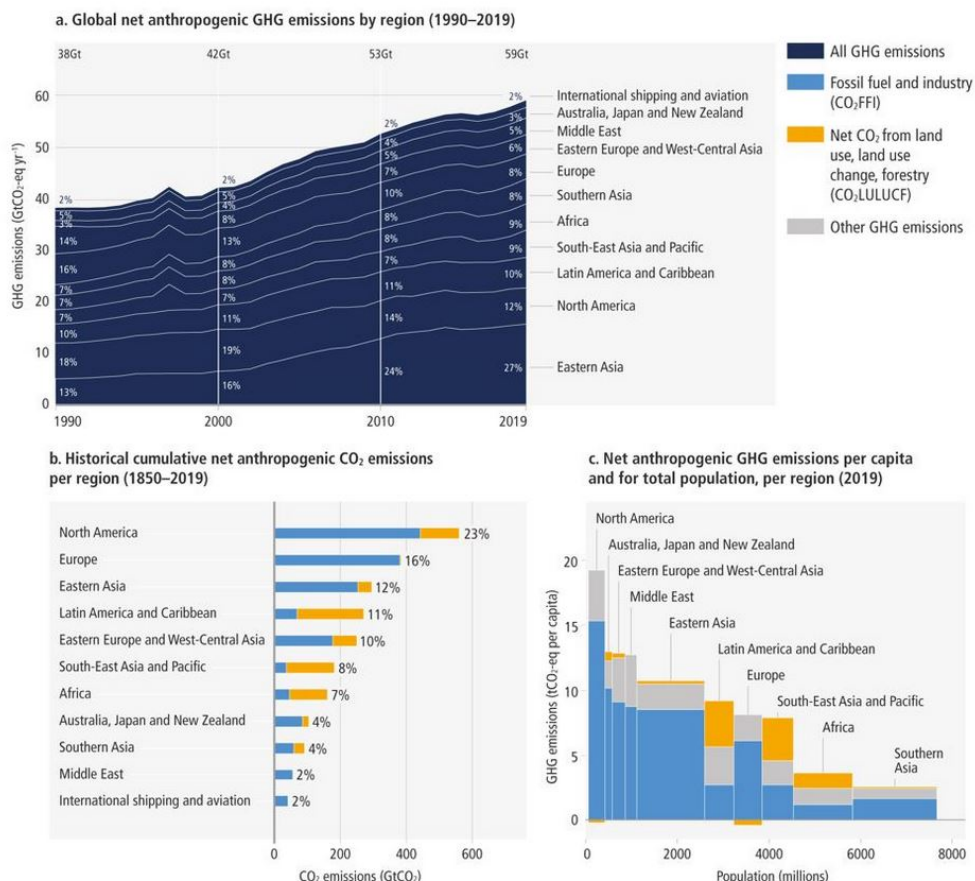 a. Global net anthropogenic GHG emissions by region (1990–2019)
38Gt 42Gt 53Gt 59Gt
GHG emissions (GtCO₂-eq yr⁻¹)
60
50
40
30
20
10
0
2%
5%
3%
14%
16%
7%
7%
7%
10%
18%
13%
2%
5%
4%
8%
13%
8%
8%
7%
11%
19%
16%
2%
4%
5%
7%
10%
8%
8%
7%
11%
14%
24%
2%
3%
5%
6%
8%
8%
9%
9%
10%
12%
27%
International shipping and aviation
Australia, Japan and New Zealand
Middle East
Eastern Europe and West-Central Asia
Europe
Southern Asia
Africa
South-East Asia and Pacific
Latin America and Caribbean
North America
Eastern Asia
1990 2000 2010 2019
All GHG emissions
Fossil fuel and industry
(CO₂FFI)
Net CO₂ from land
use, land use
change, forestry
(CO₂LULUCF)
Other GHG emissions
b. Historical cumulative net anthropogenic CO₂ emissions
per region (1850–2019)
North America 23%
Europe 16%
Eastern Asia 12%
Latin America and Caribbean 11%
Eastern Europe and West-Central Asia 10%
South-East Asia and Pacific 8%
Africa 7%
Australia, Japan and New Zealand 4%
Southern Asia 4%
Middle East 2%
International shipping and aviation 2%
0 200 400 600
CO₂ emissions (GtCO₂)
c. Net anthropogenic GHG emissions per capita
and for total population, per region (2019)
GHG emissions (tCO₂-eq per capita)
20
15
10
5
0
North America
Australia, Japan and New Zealand
Eastern Europe and West-Central Asia
Middle East
Eastern Asia
Latin America and Caribbean
Europe
South-East Asia and Pacific
Africa
Southern
Asia
0 2000 4000 6000 8000
Population (millions)